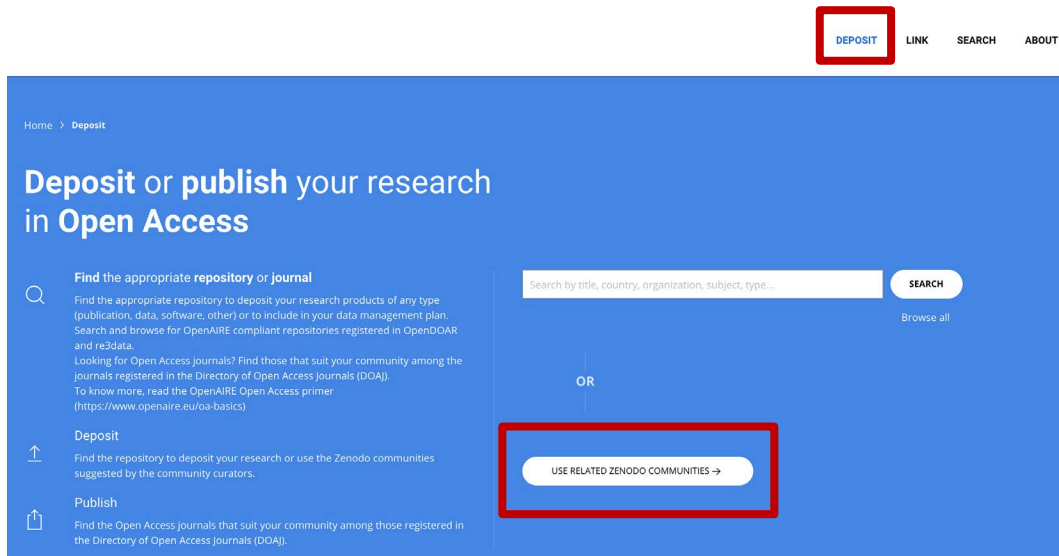 DEPOSIT LINK SEARCH ABOUT
Home > Deposit
Deposit or publish your research
in Open Access
Find the appropriate repository or journal
Find the appropriate repository to deposit your research products of any type
(publication, data, software, other) or to include in your data management plan.
Search and browse for OpenAIRE compliant repositories registered in OpenDOAR
and re3data.
Looking for Open Access journals? Find those that suit your community among the
journals registered in the Directory of Open Access Journals (DOAJ).
To know more, read the OpenAIRE Open Access primer
(https://www.openaire.eu/oa-basics)
Deposit
Find the repository to deposit your research or use the Zenodo communities
suggested by the community curators.
Publish
Find the Open Access journals that suit your community among those registered in
the Directory of Open Access Journals (DOAJ).
Search by title, country, organization, subject, type...
SEARCH
Browse all
OR
USE RELATED ZENODO COMMUNITIES →